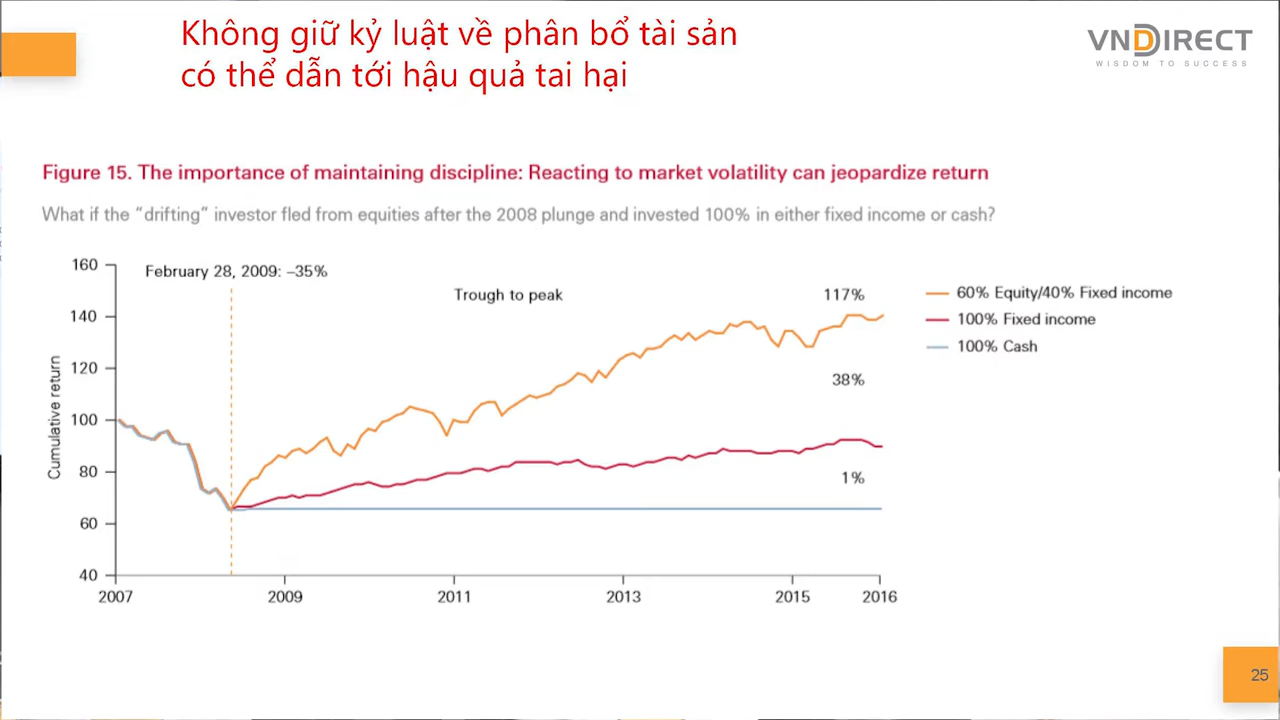 Không giữ kỷ luật về phân bổ tài sản
có thể dẫn tới hậu quả tai hại
VNDIRECT
WISDOM TO SUCCESS
Figure 15. The importance of maintaining discipline: Reacting to market volatility can jeopardize return
What if the “drifting” investor fled from equities after the 2008 plunge and invested 100% in either fixed income or cash?
Cumulative return
160
140
120
100
80
60
40
February 28, 2009: –35%
Trough to peak
117%
38%
1%
60% Equity/40% Fixed income
100% Fixed income
100% Cash
2007 2009 2011 2013 2015 2016
25